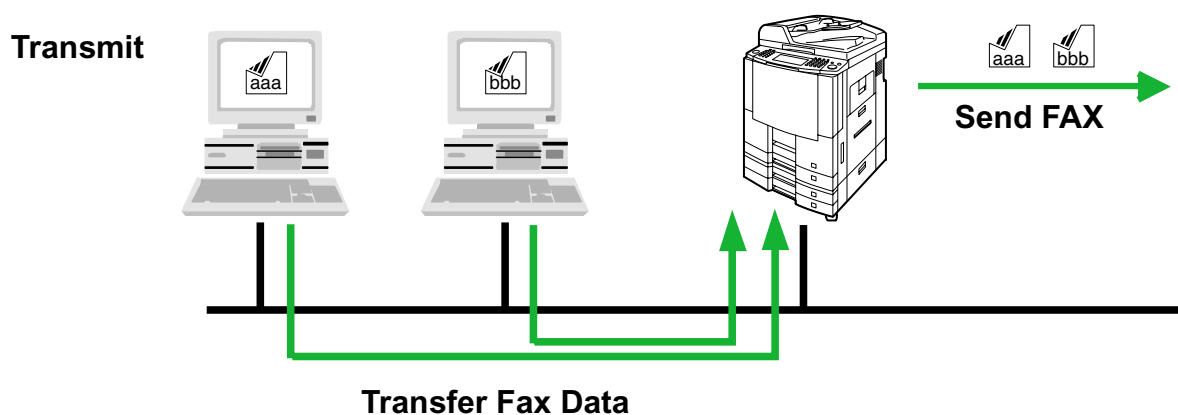 Transmit
aaa
bbb
aaa bbb
Send FAX
Transfer Fax Data